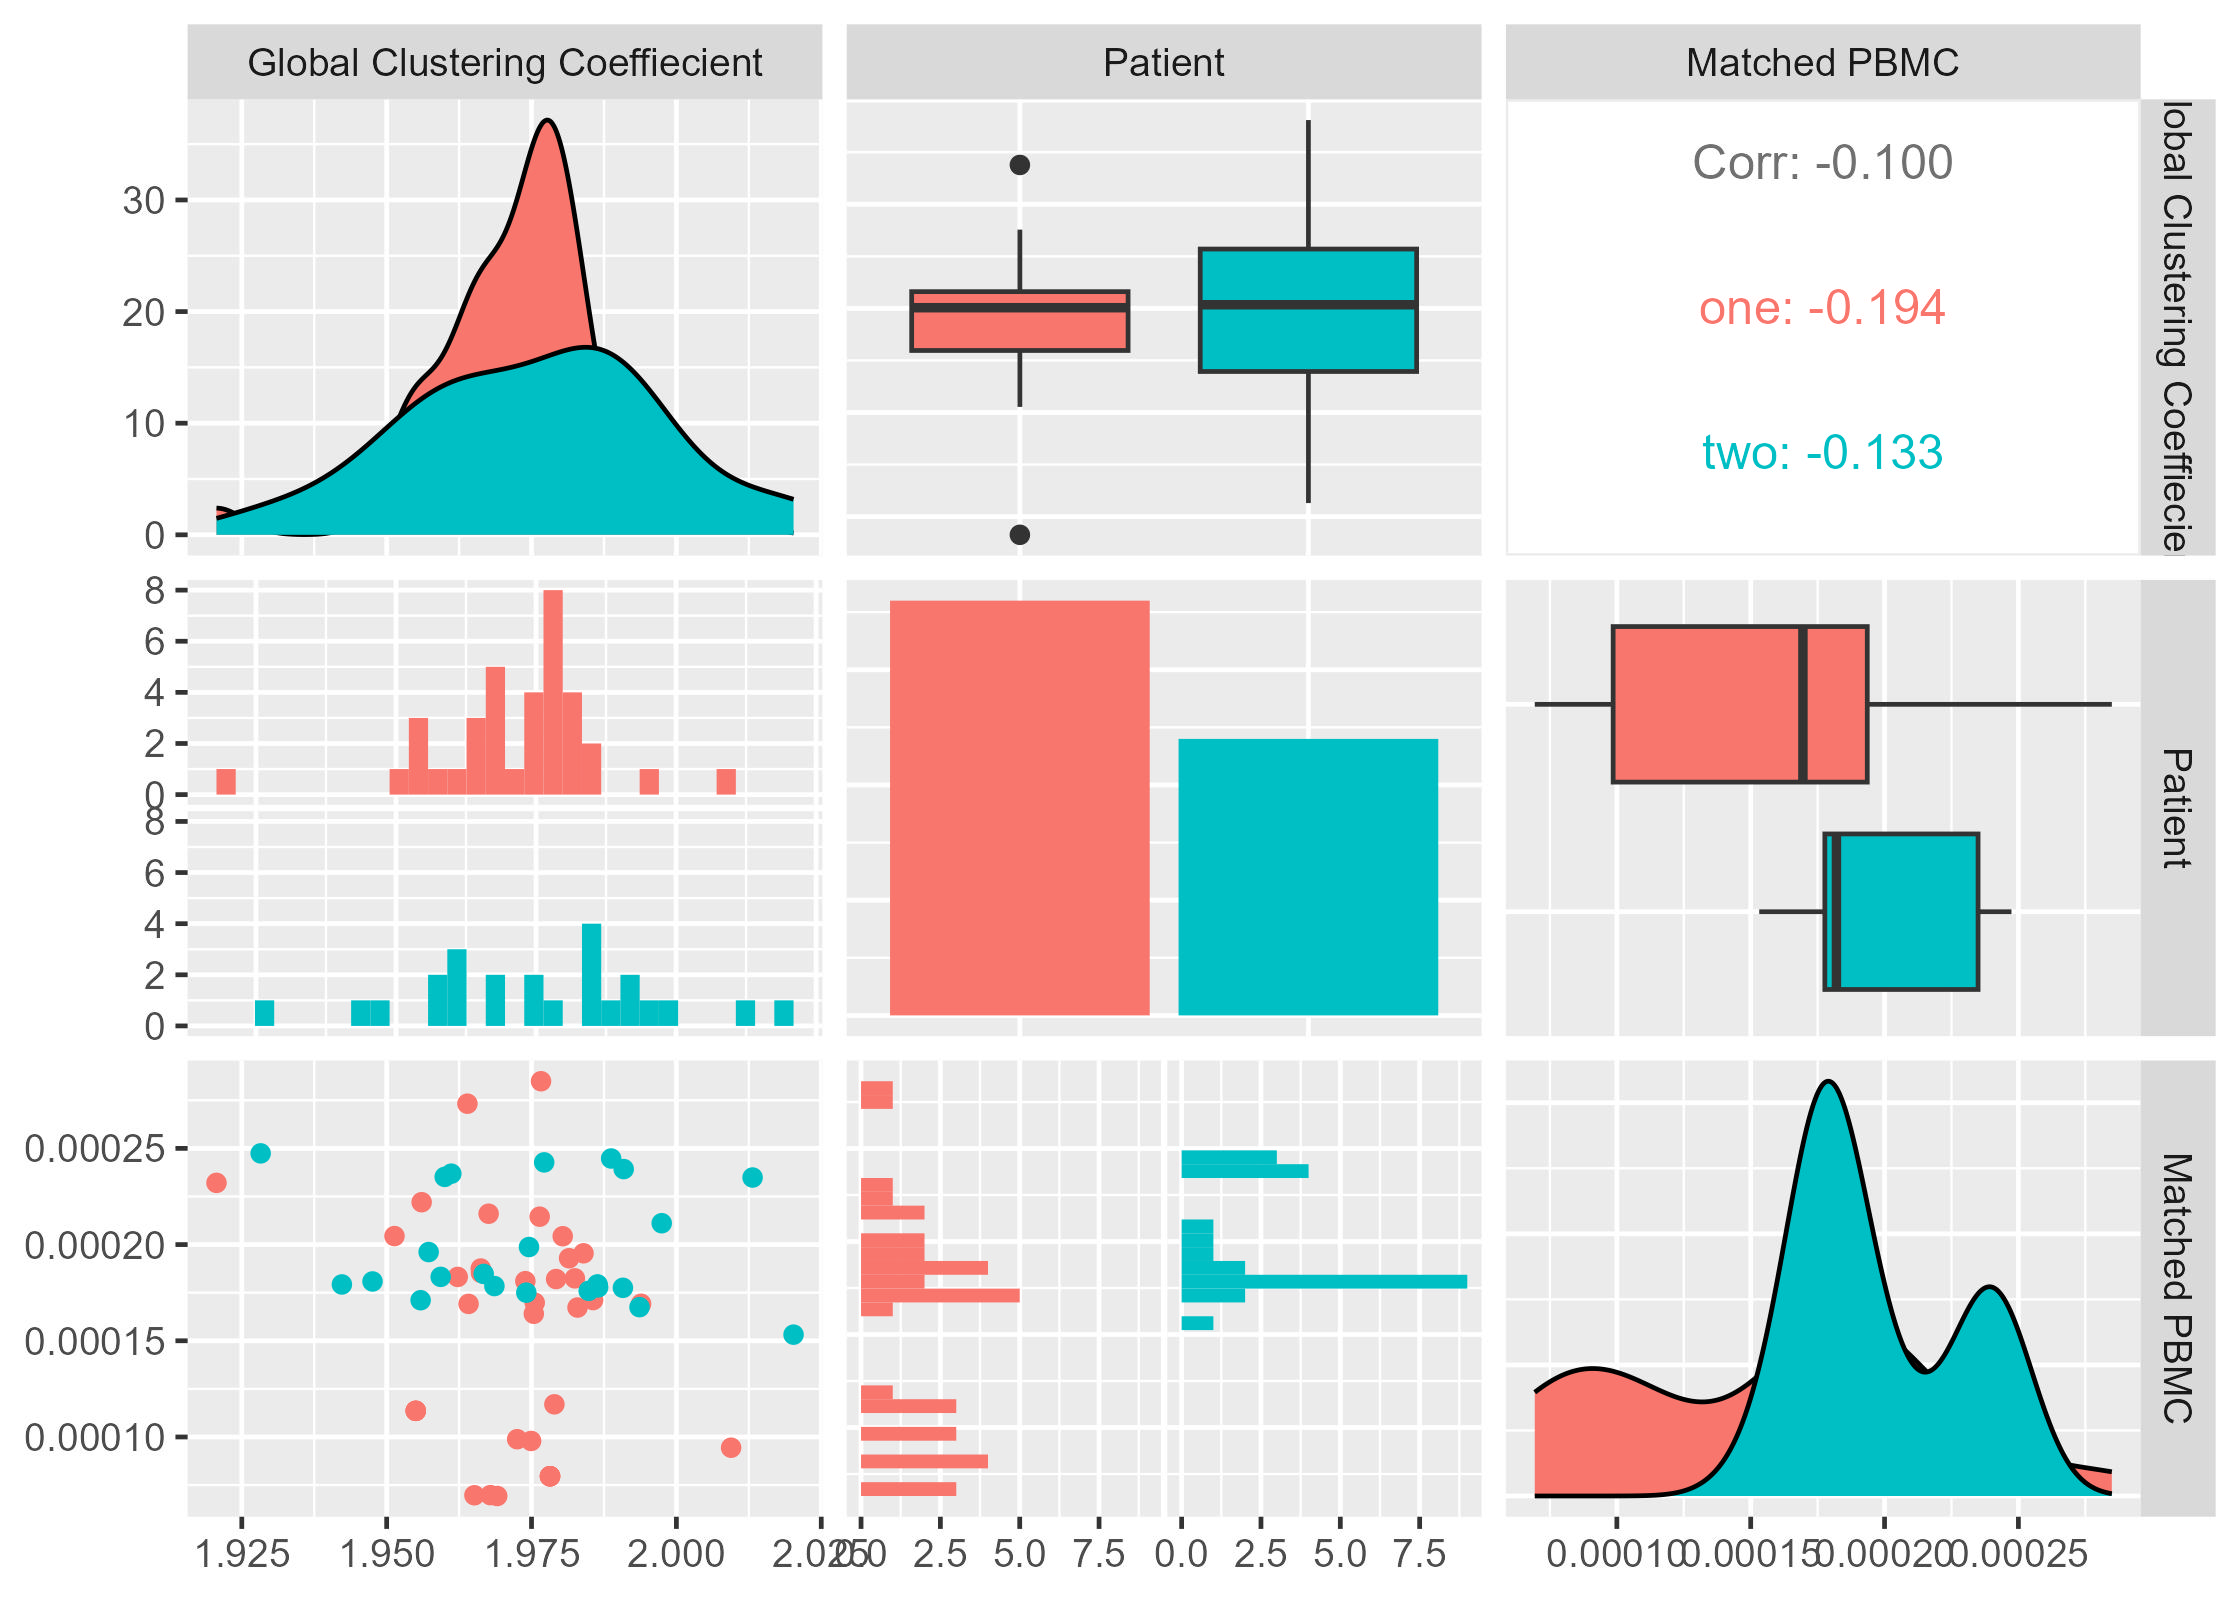 Global Clustering Coeffiecient
Patient
Matched PBMC
30
20
10
0
Corr: -0.100
one: -0.194
two: -0.133
lobal Clustering Coeffiecie
8
6
4
2
0
8
6
4
2
0
Patient
0.00025
0.00020
0.00015
0.00010
Matched PBMC
1.925 1.950 1.975 2.000 2.025
0.0 2.5 5.0 7.5 0.0 2.5 5.0 7.5
0.00010 0.00015 0.00020 0.00025